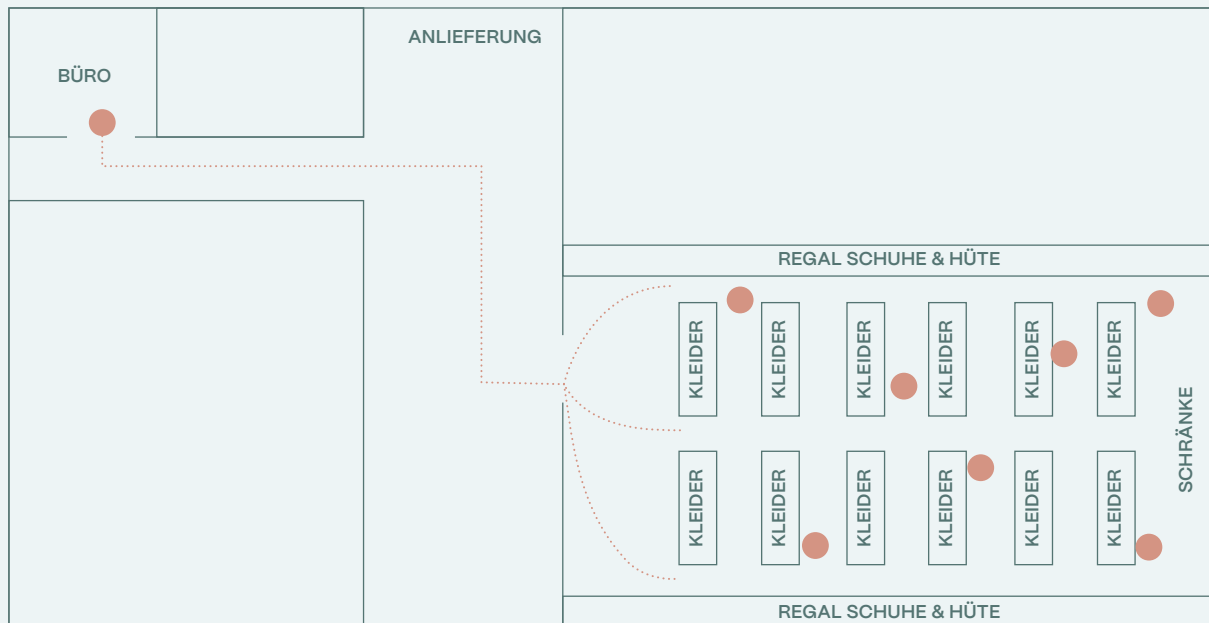 ANLIEFERUNG
BÜRO
REGAL SCHUHE & HÜTE
KLEIDER
KLEIDER
KLEIDER
KLEIDER
KLEIDER
KLEIDER
SCHRÄNKE
KLEIDER
KLEIDER
KLEIDER
KLEIDER
KLEIDER
KLEIDER
REGAL SCHUHE & HÜTE